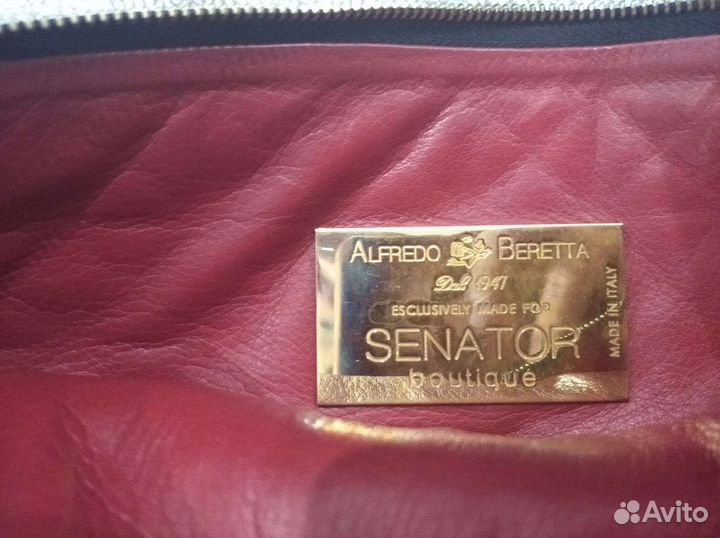 ALFREDO BERETTA
Dal 1947
ESCLUSIVELY MADE FOR
SENATOR
boutique
MADE IN ITALY
Avito